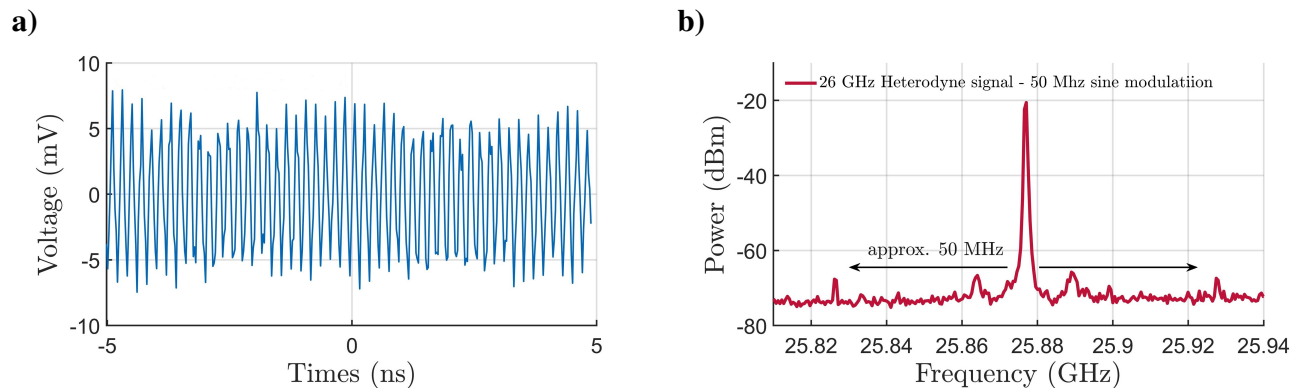 a)
10
5
0
-5
-10
Voltage (mV)
-5
0
5
Times (ns)
b)
26 GHz Heterodyne signal - 50 Mhz sine modulatiion
-20
-40
-60
-80
Power (dBm)
approx. 50 MHz
25.82
25.84
25.86
25.88
25.9
25.92
25.94
Frequency (GHz)